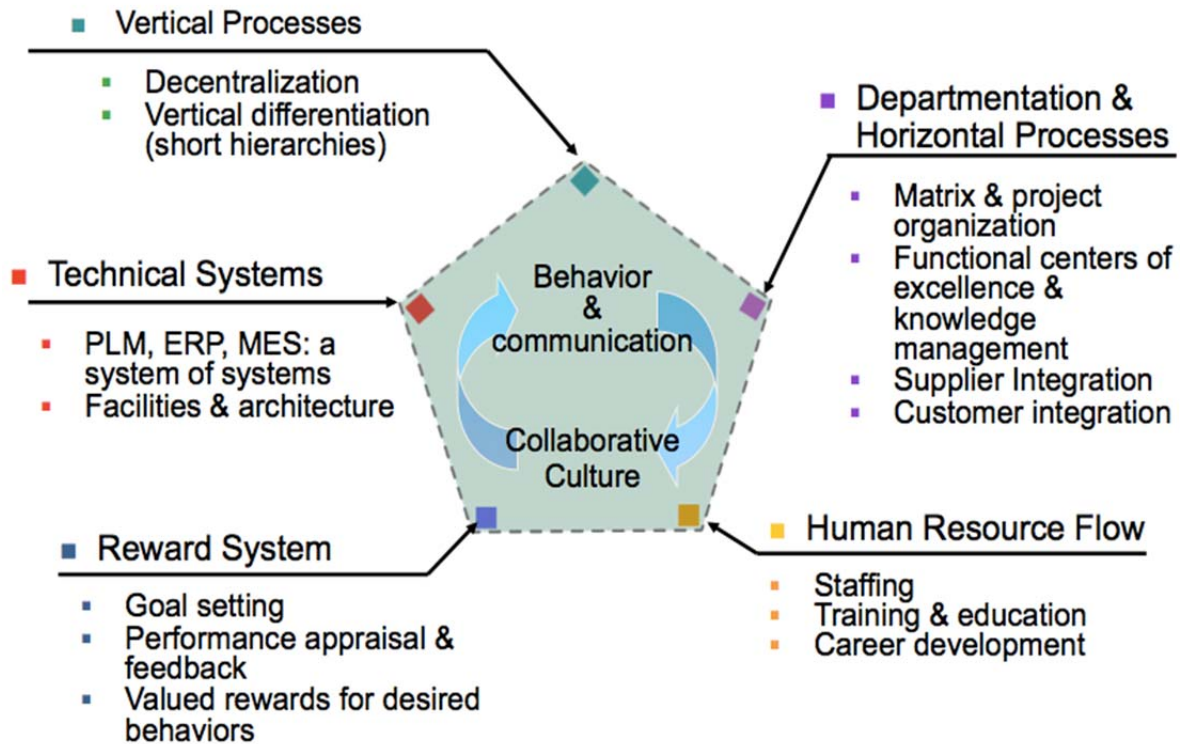 Vertical Processes
Decentralization
Vertical differentiation
(short hierarchies)
Departmentation &
Horizontal Processes
Matrix & project
organization
Functional centers of
excellence &
knowledge
management
Supplier Integration
Customer integration
Technical Systems
PLM, ERP, MES: a
system of systems
Facilities & architecture
Behavior
&
communication
Collaborative
Culture
Reward System
Goal setting
Performance appraisal &
feedback
Valued rewards for desired
behaviors
Human Resource Flow
Staffing
Training & education
Career development